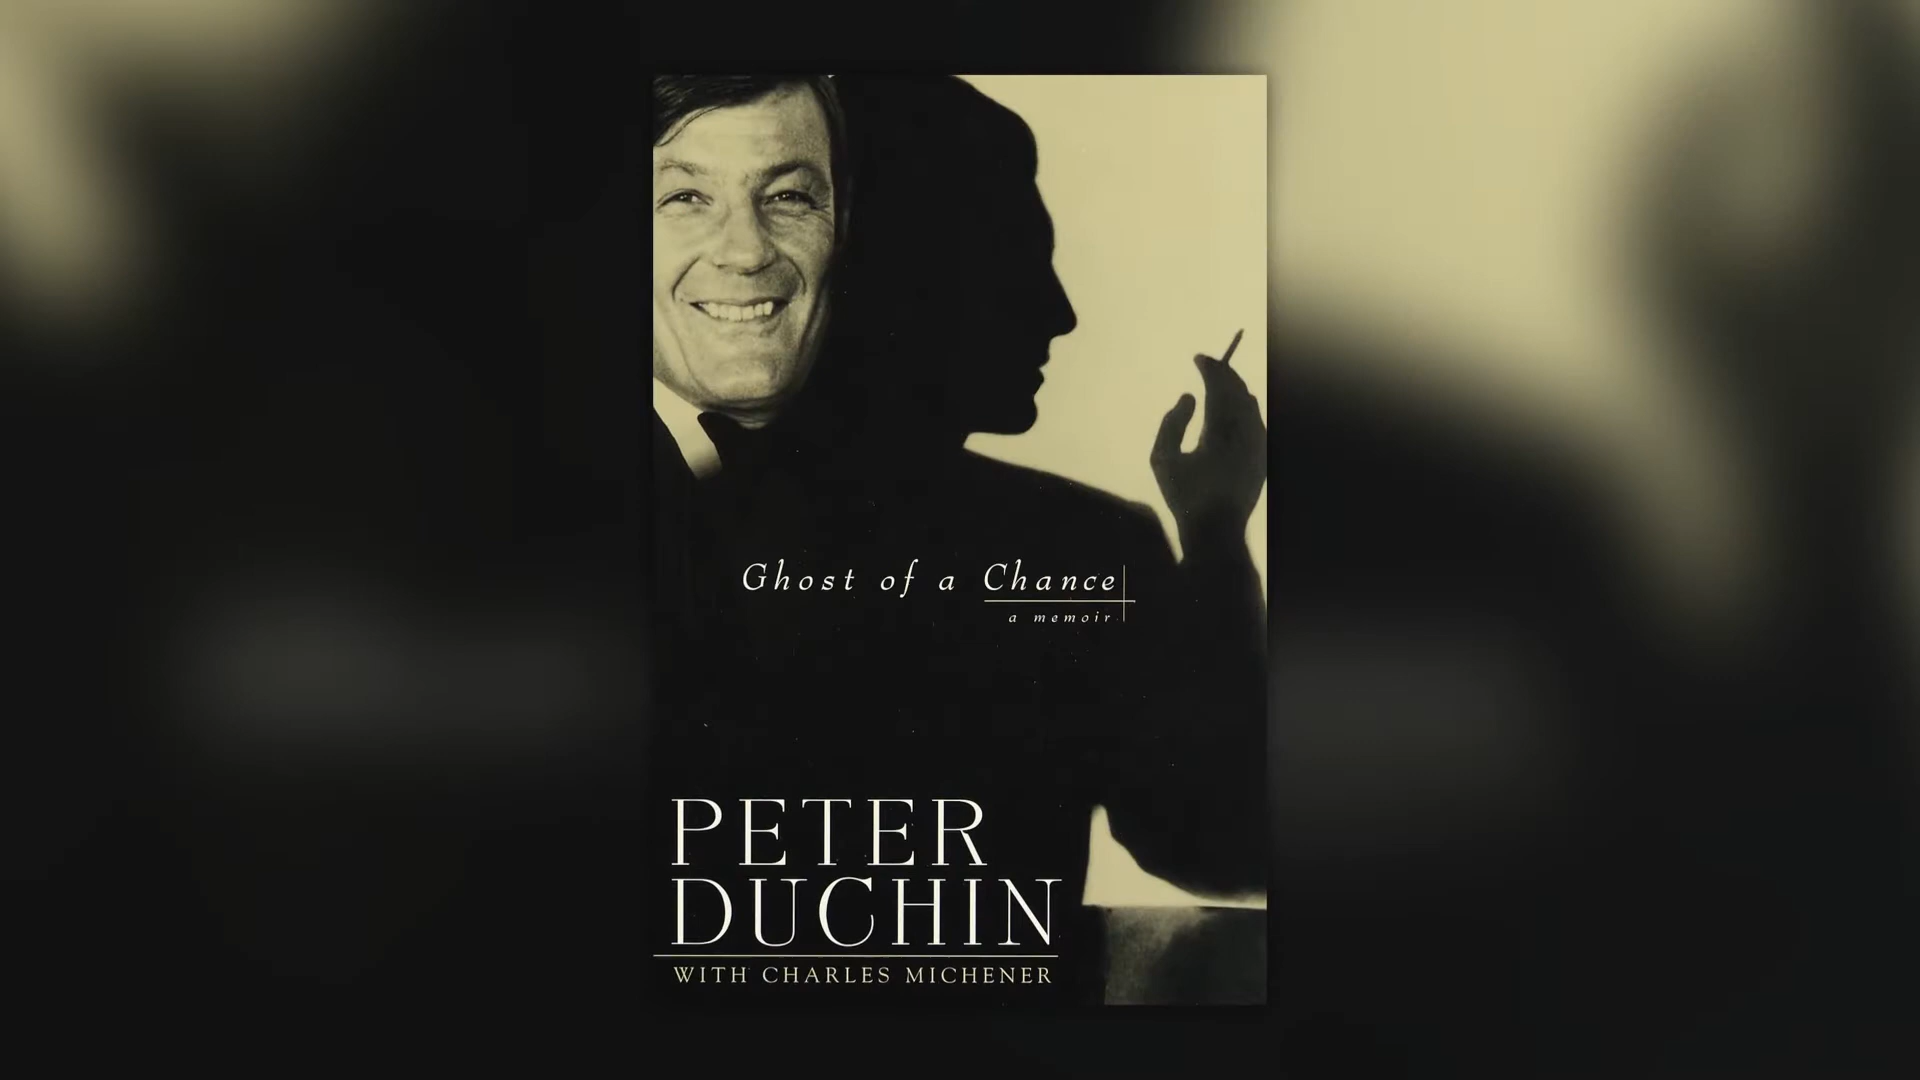 Ghost of a Chance
a memoir
PETER
DUCHIN
WITH CHARLES MICHENER